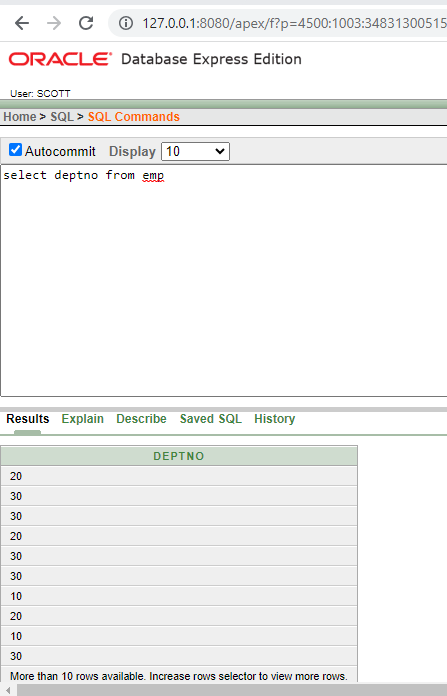 127.0.0.1:8080/apex/f?p=4500:1003:34831300515
ORACLE Database Express Edition
User: SCOTT
Home > SQL > SQL Commands
Autocommit Display 10
select deptno from emp
Results Explain Describe Saved SQL History
DEPTNO
20
30
30
20
30
30
10
20
10
30
More than 10 rows available. Increase rows selector to view more rows.